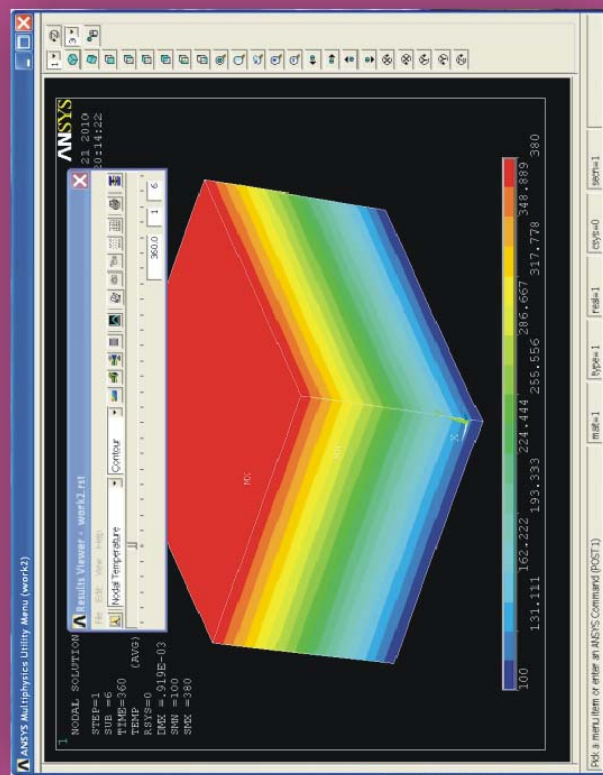 ANSYS Multiphysics Utility Menu (work2)
1
3
1
NODAL SOLUTION
STEP=1
SUB =6
TIME=360
TEMP (AVG)
RSYS=0
DMX =.919E-03
SMN =100
SMX =380
ANSYS
21 2010
20:14:22
Results Viewer - work2.rst
File Edit View Help
Nodal Temperature
Contour
360.0
1
6
MX
MN
X
100
131.111
162.222
193.333
224.444
255.556
286.667
317.778
348.889
380
Pick a menu item or enter an ANSYS Command (POST1)
mat=1
type=1
real=1
csys=0
secn=1